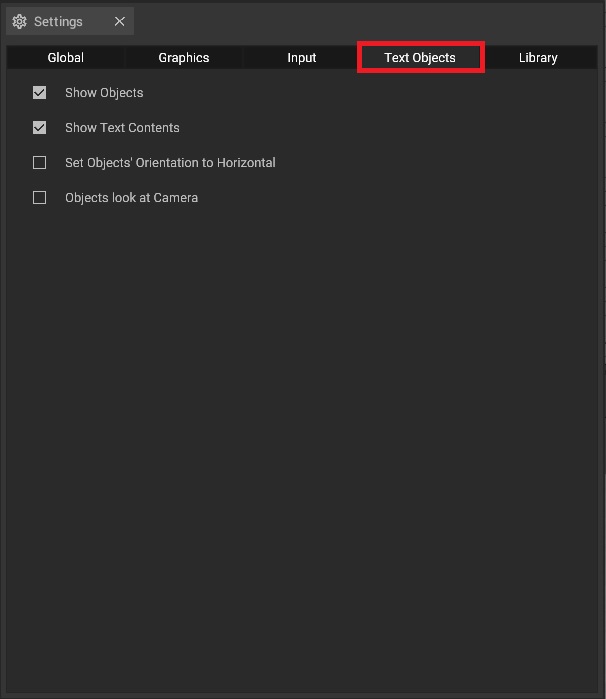 Settings
Global Graphics Input Text Objects Library
Show Objects
Show Text Contents
Set Objects' Orientation to Horizontal
Objects look at Camera